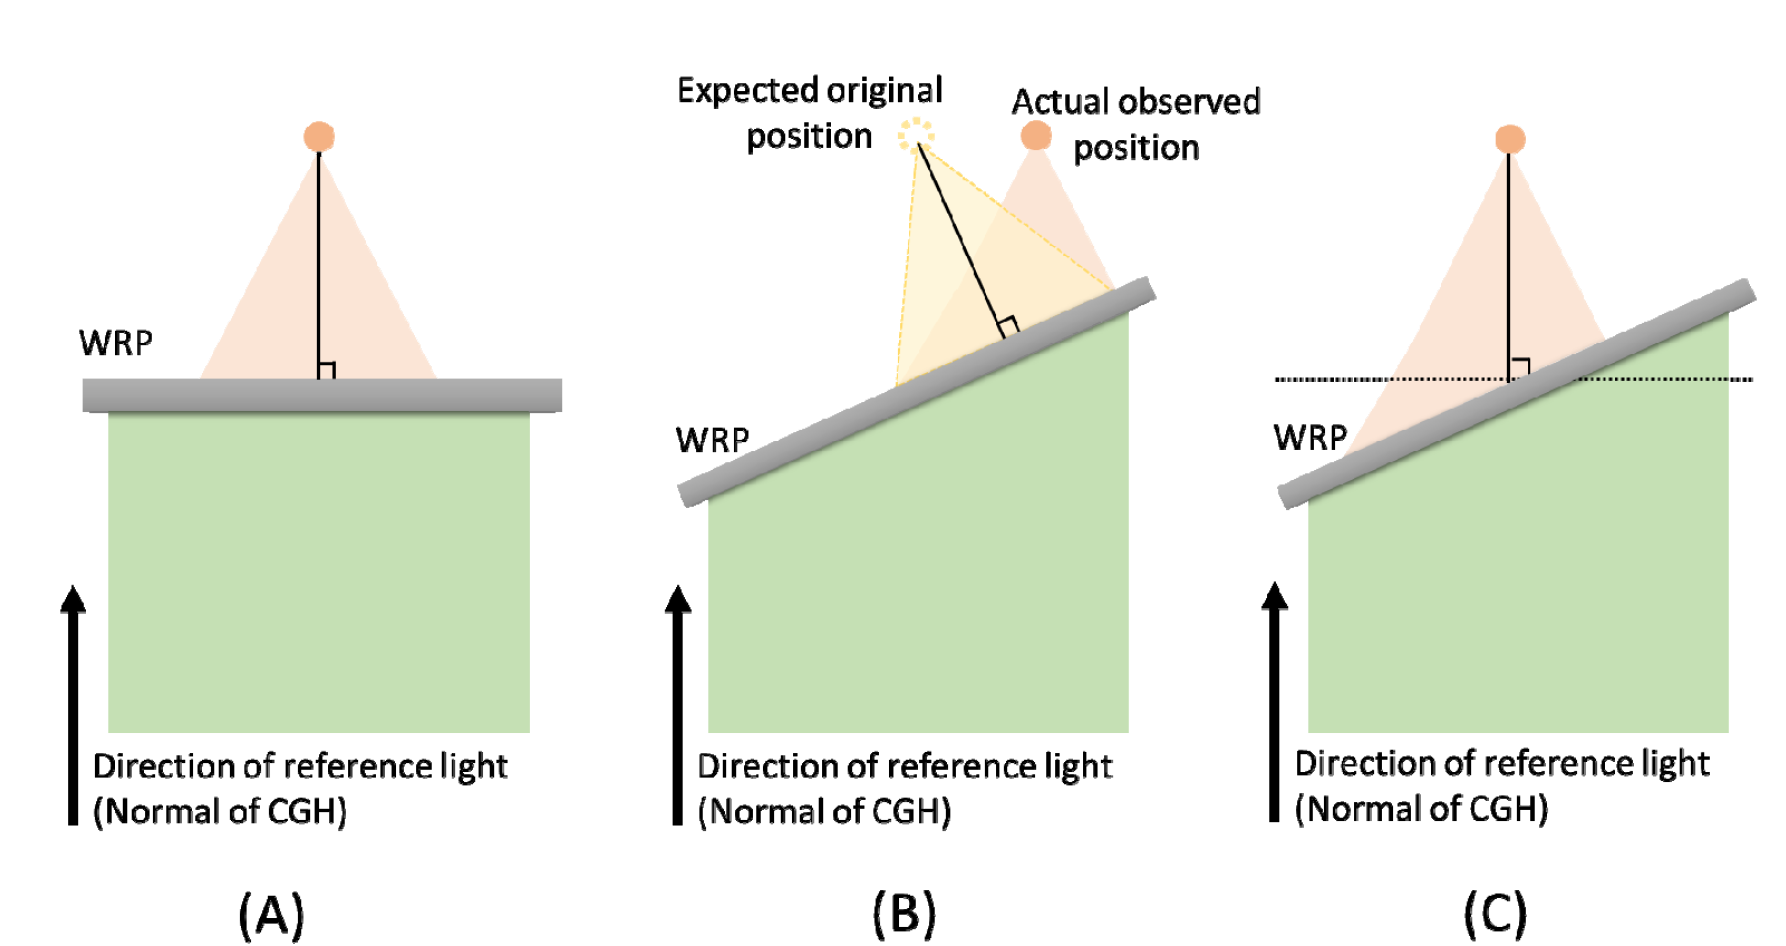 Expected original
position
Actual observed
position
WRP
WRP
WRP
Direction of reference light
(Normal of CGH)
Direction of reference light
(Normal of CGH)
Direction of reference light
(Normal of CGH)
(A)
(B)
(C)